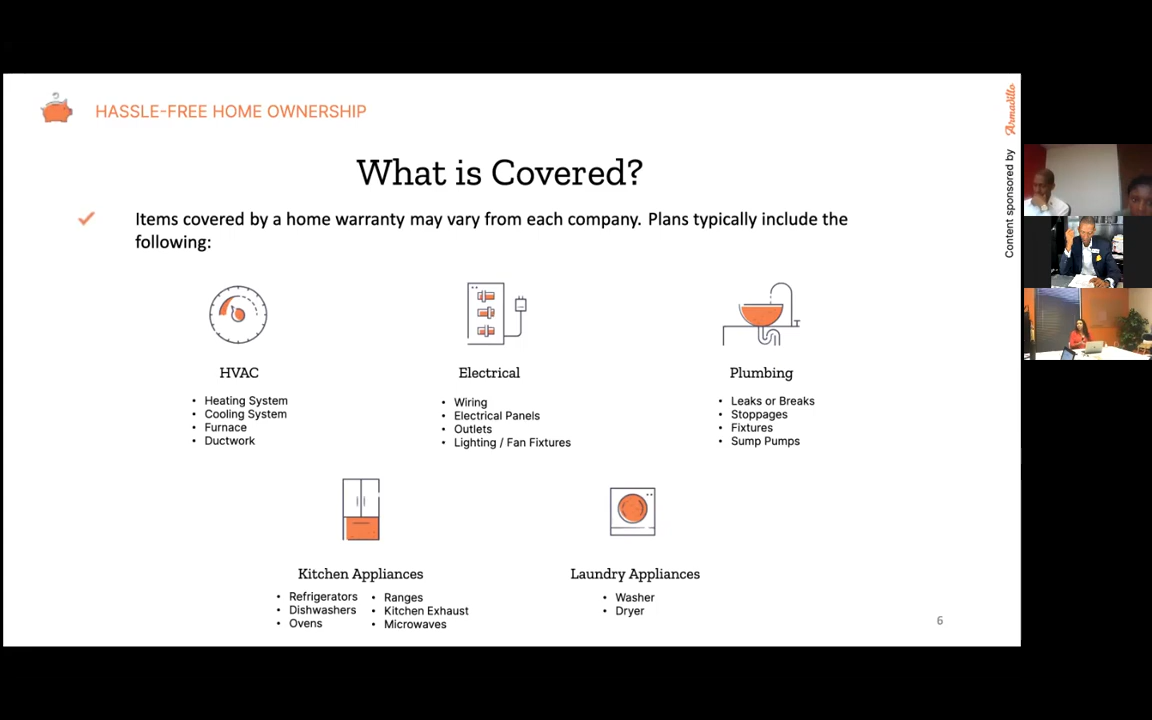 HASSLE-FREE HOME OWNERSHIP
Armadillo
Content sponsored by
What is Covered?
Items covered by a home warranty may vary from each company. Plans typically include the
following:
HVAC
• Heating System
• Cooling System
• Furnace
• Ductwork
Electrical
• Wiring
• Electrical Panels
• Outlets
• Lighting / Fan Fixtures
Plumbing
• Leaks or Breaks
• Stoppages
• Fixtures
• Sump Pumps
Kitchen Appliances
• Refrigerators
• Dishwashers
• Ovens
• Ranges
• Kitchen Exhaust
• Microwaves
Laundry Appliances
• Washer
• Dryer
6